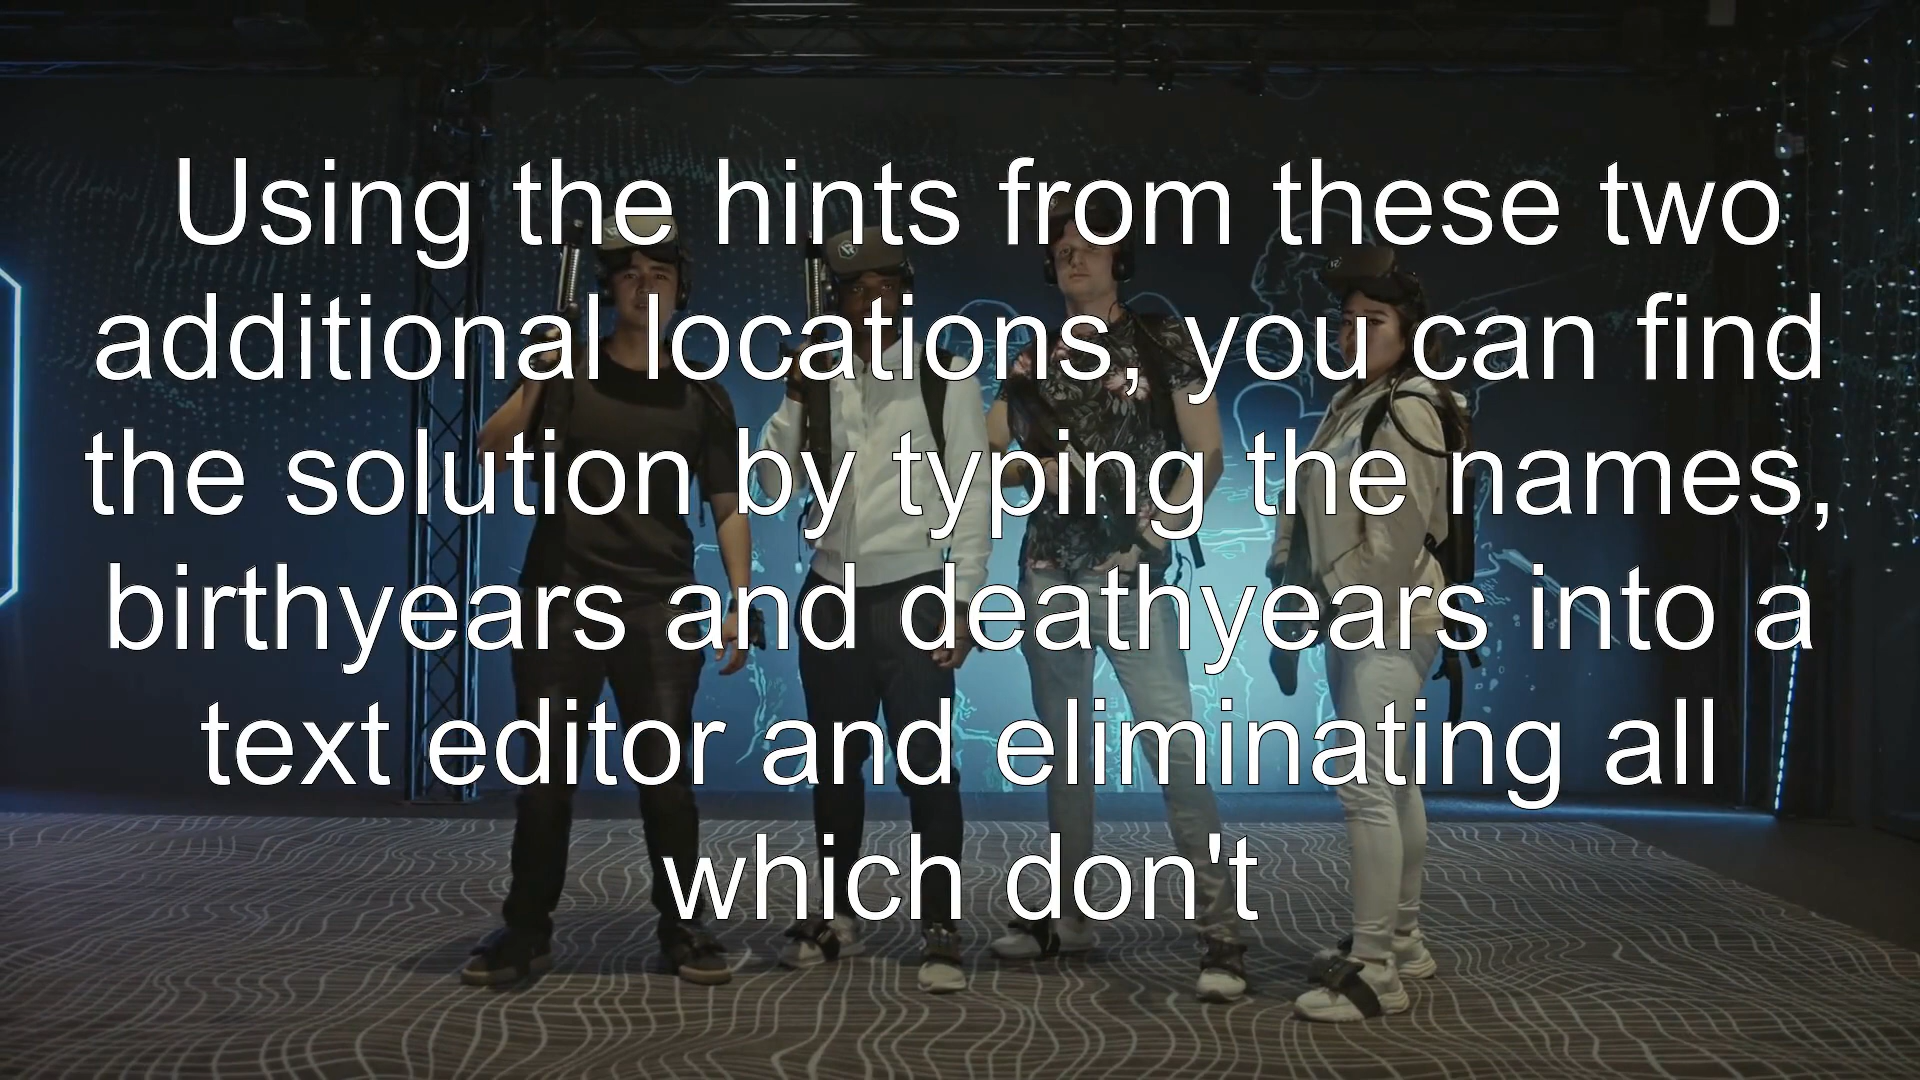 Using the hints from these two
additional locations, you can find
the solution by typing the names,
birthyears and deathyears into a
text editor and eliminating all
which don't